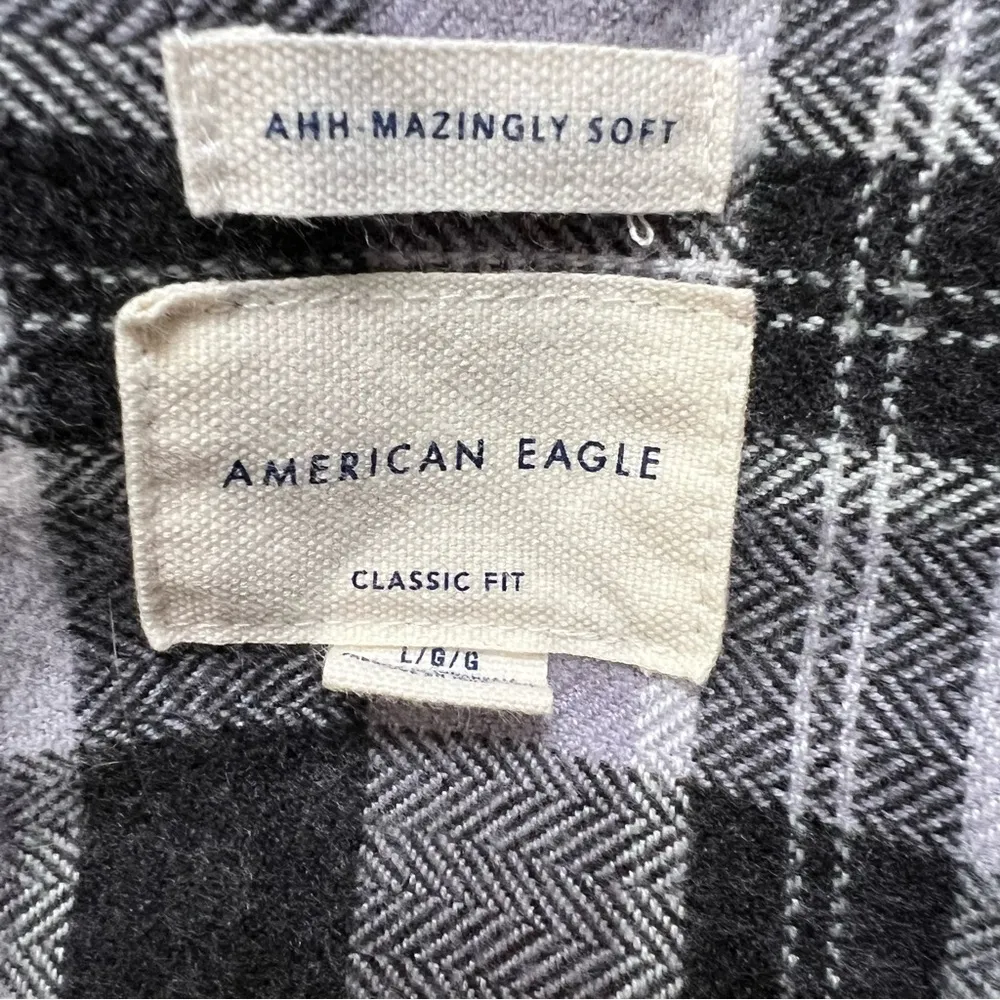 AHH-MAZINGLY SOFT
AMERICAN EAGLE
CLASSIC FIT
L/G/G